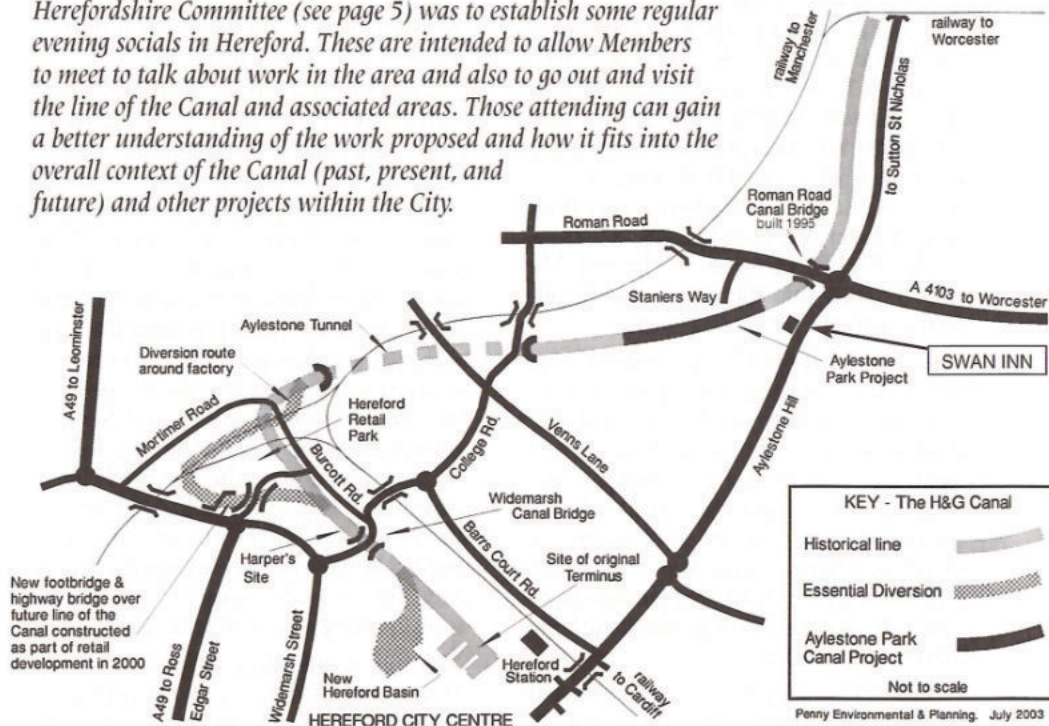 Herefordshire Committee (see page 5) was to establish some regular
evening socials in Hereford. These are intended to allow Members
to meet to talk about work in the area and also to go out and visit
the line of the Canal and associated areas. Those attending can gain
a better understanding of the work proposed and how it fits into the
overall context of the Canal (past, present, and
future) and other projects within the City.
railway to
Manchester
railway to
Worcester
to Sutton St Nicholas
Roman Road
Canal Bridge
built 1995
Roman Road
Staniers Way
A 4103 to Worcester
A49 to Leominster
Aylestone Tunnel
Diversion route
around factory
Mortimer Road
Hereford
Retail
Park
Burcott Rd.
College Rd.
Venns Lane
Aylestone Hill
Aylestone
Park Project
SWAN INN
Widemarsh
Canal Bridge
Barrs Court Rd.
Harper's
Site
Site of original
Terminus
New footbridge &
highway bridge over
future line of the
Canal constructed
as part of retail
development in 2000
A49 to Ross
Edgar Street
Widemarsh Street
New
Hereford Basin
Hereford
Station
railway
to Cardiff
HEREFORD CITY CENTRE
KEY - The H&G Canal
Historical line
Essential Diversion
Aylestone Park
Canal Project
Not to scale
Penny Environmental & Planning. July 2003